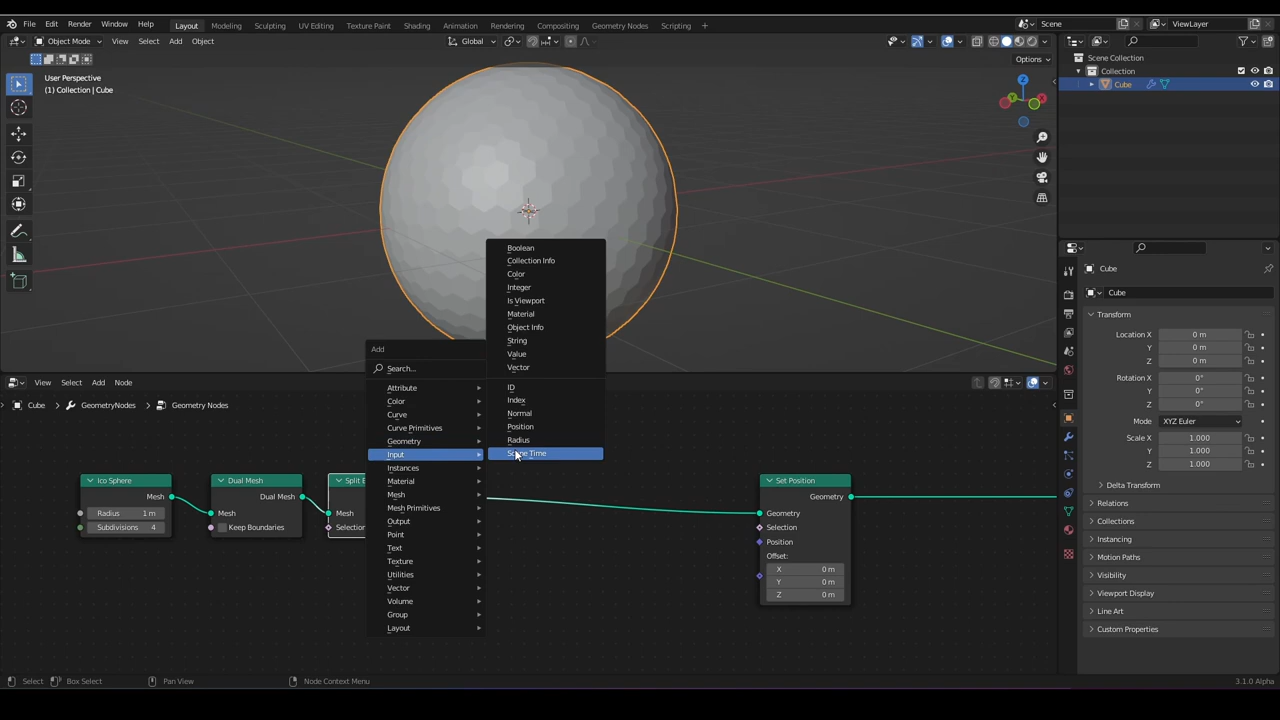 File Edit Render Window Help Layout Modeling Sculpting UV Editing Texture Paint Shading Animation Rendering Compositing Geometry Nodes Scripting + Scene ViewLayer
Object Mode View Select Add Object Global
Options
User Perspective
(1) Collection | Cube
Z
Y
X
Scene Collection
Collection
Cube
Boolean
Collection Info
Color
Integer
Is Viewport
Material
Object Info
String
Value
Vector
ID
Index
Normal
Position
Radius
Scene Time
Add
Search...
Attribute
Color
Curve
Curve Primitives
Geometry
Input
Instances
Material
Mesh
Mesh Primitives
Output
Point
Text
Texture
Utilities
Vector
Volume
Group
Layout
View Select Add Node
Cube > GeometryNodes > Geometry Nodes
Ico Sphere
Mesh
Radius 1 m
Subdivisions 4
Dual Mesh
Dual Mesh
Mesh
Keep Boundaries
Split E
Mesh
Selection
Set Position
Geometry
Geometry
Selection
Position
Offset:
X 0 m
Y 0 m
Z 0 m
Cube
Cube
Transform
Location X 0 m
Y 0 m
Z 0 m
Rotation X 0°
Y 0°
Z 0°
Mode XYZ Euler
Scale X 1.000
Y 1.000
Z 1.000
Delta Transform
Relations
Collections
Instancing
Motion Paths
Visibility
Viewport Display
Line Art
Custom Properties
Select Box Select Pan View Node Context Menu 3.1.0 Alpha